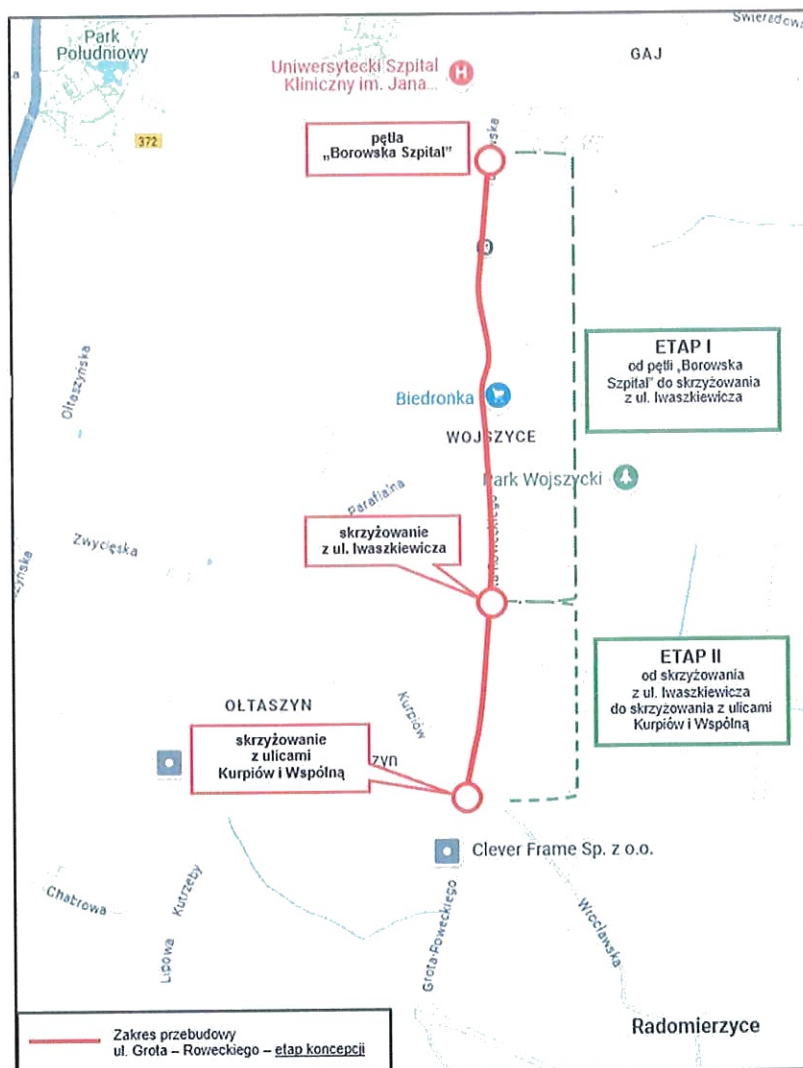 Park
Południowy
Świeradows
GAJ
Uniwersytecki Szpital
Kliniczny im. Jana...
H
372
pętla
„Borowska Szpital”
ETAP I
od pętli „Borowska
Szpital” do skrzyżowania
z ul. Iwaszkiewicza
Ołtaszyńska
Biedronka
WOJSZYCE
Park Wojszycki
Parafialna
Zwycięska
skrzyżowanie
z ul. Iwaszkiewicza
ETAP II
od skrzyżowania
z ul. Iwaszkiewicza
do skrzyżowania z ulicami
Kurpiów i Wspólną
OŁTASZYN
Kurpiów
skrzyżowanie
z ulicami
Kurpiów i Wspólną
zyn
Clever Frame Sp. z o.o.
Chabrowa
Kutrzeby
Lipowa
Grota-Roweckiego
Wrocławska
Radomierzyce
Zakres przebudowy
ul. Grota – Roweckiego – etap koncepcji